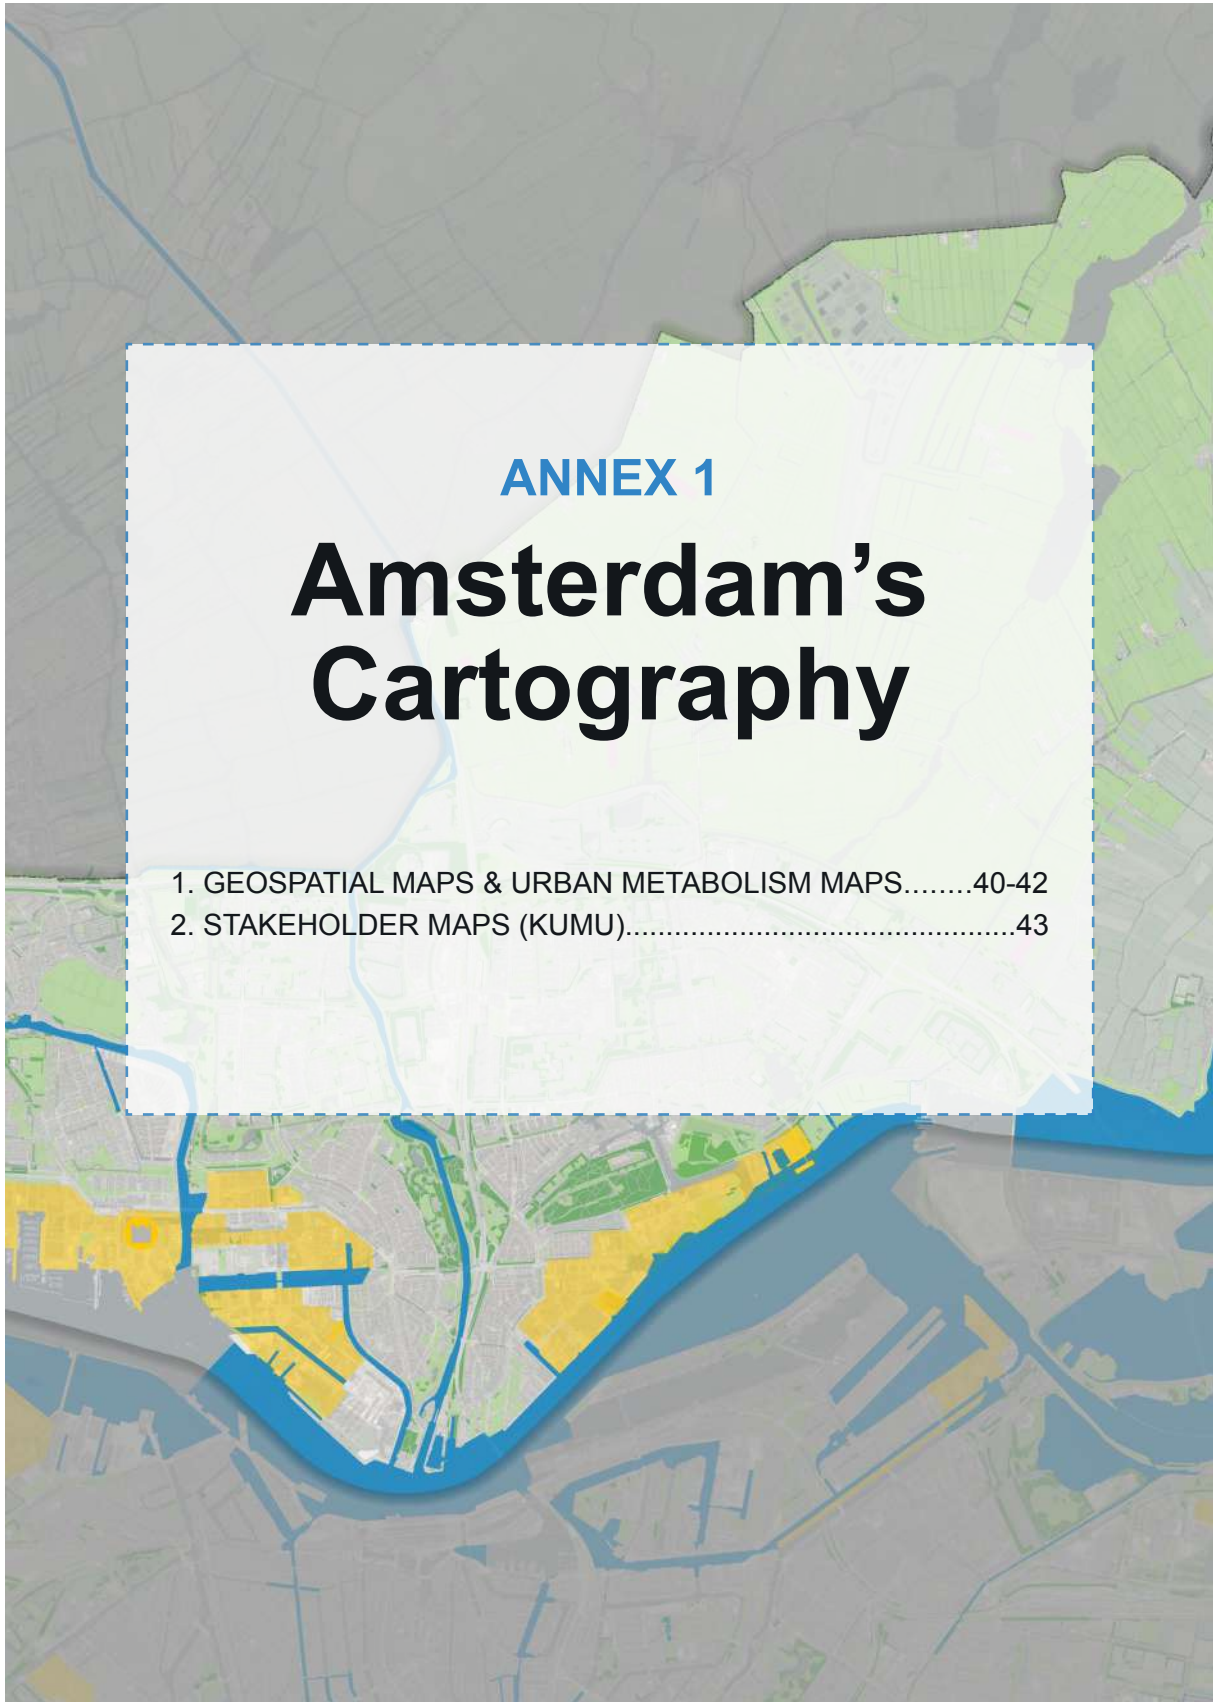 ANNEX 1
Amsterdam’s
Cartography
1. GEOSPATIAL MAPS & URBAN METABOLISM MAPS........40-42
2. STAKEHOLDER MAPS (KUMU)................................................43